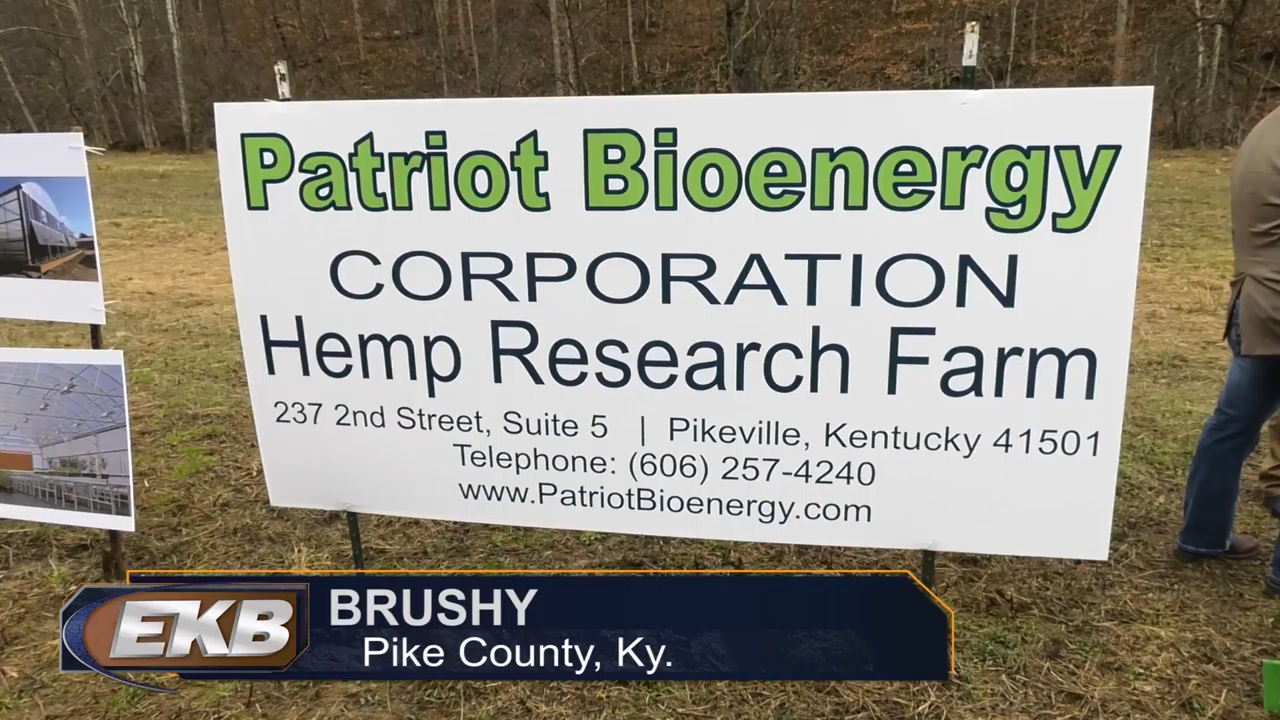 Patriot Bioenergy
CORPORATION
Hemp Research Farm
237 2nd Street, Suite 5 | Pikeville, Kentucky 41501
Telephone: (606) 257-4240
www.PatriotBioenergy.com
EKB
BRUSHY
Pike County, Ky.